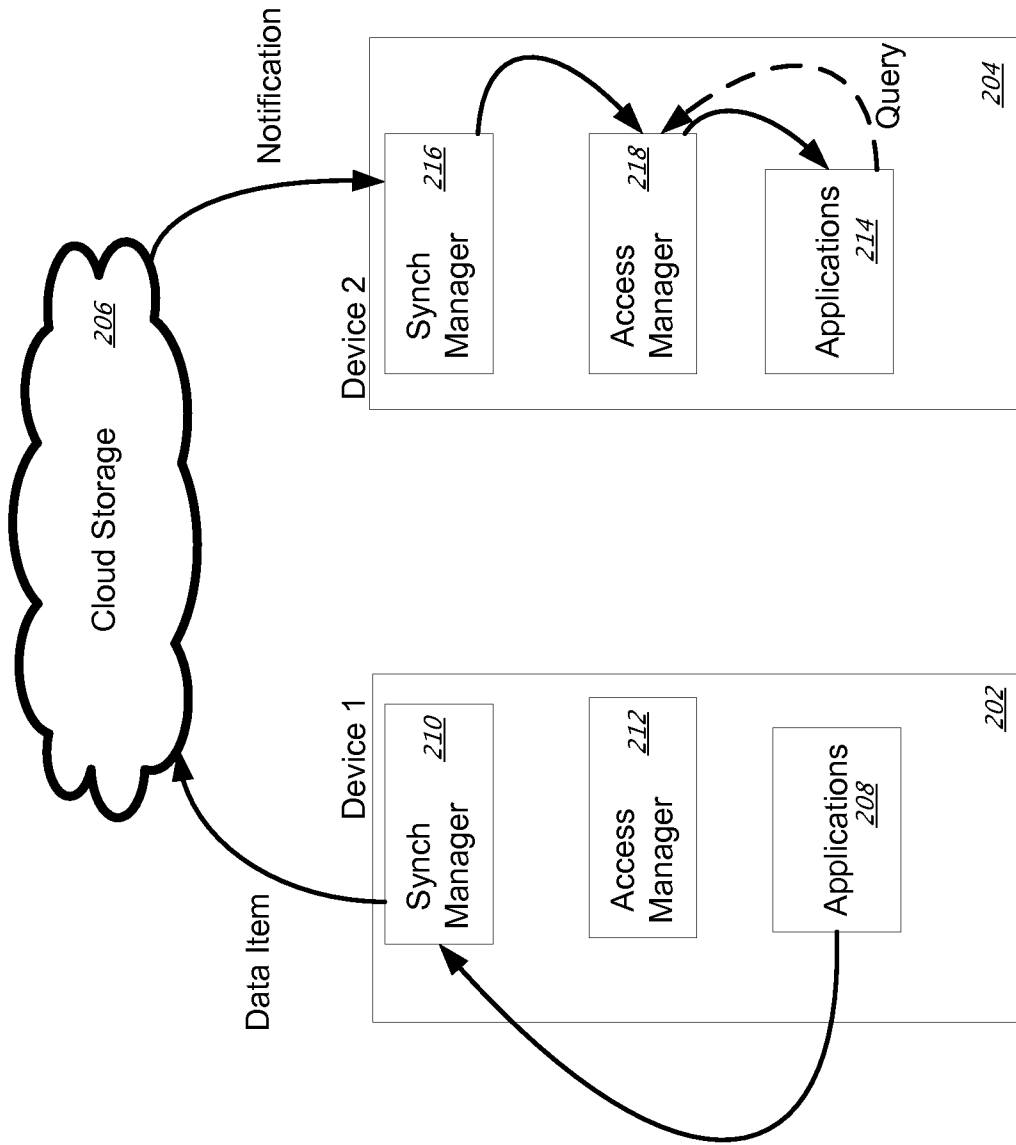 Cloud Storage
206
Data Item
Notification
Device 1
Synch
Manager
210
Access
Manager
212
Applications
208
202
Device 2
Synch
Manager
216
Access
Manager
218
Applications
214
Query
204